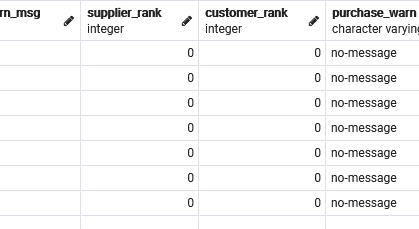 rn_msg supplier_rank customer_rank purchase_warn
integer integer character varying
0 0 no-message
0 0 no-message
0 0 no-message
0 0 no-message
0 0 no-message
0 0 no-message
0 0 no-message